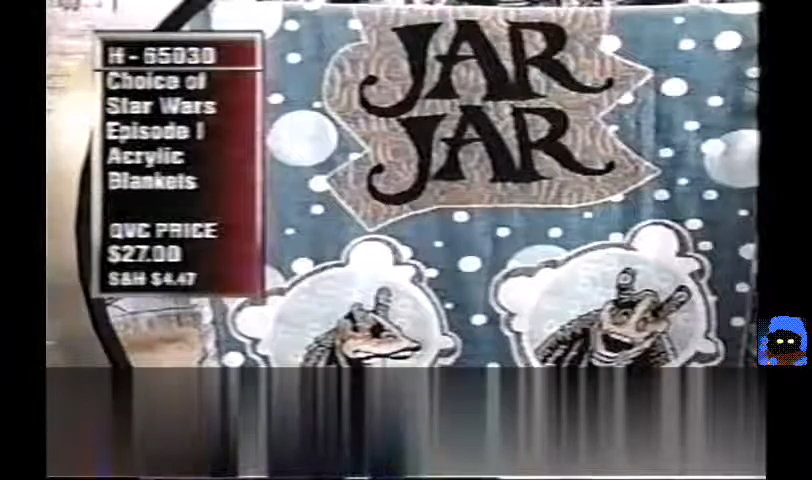 H - 65030
Choice of
Star Wars
Episode I
Acrylic
Blankets
QVC PRICE
$27.00
S&H $4.47
JAR
JAR